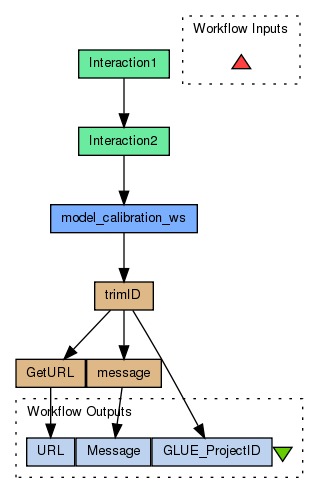 Workflow Inputs
Interaction1
Interaction2
model_calibration_ws
trimID
GetURL
message
Workflow Outputs
URL
Message
GLUE_ProjectID